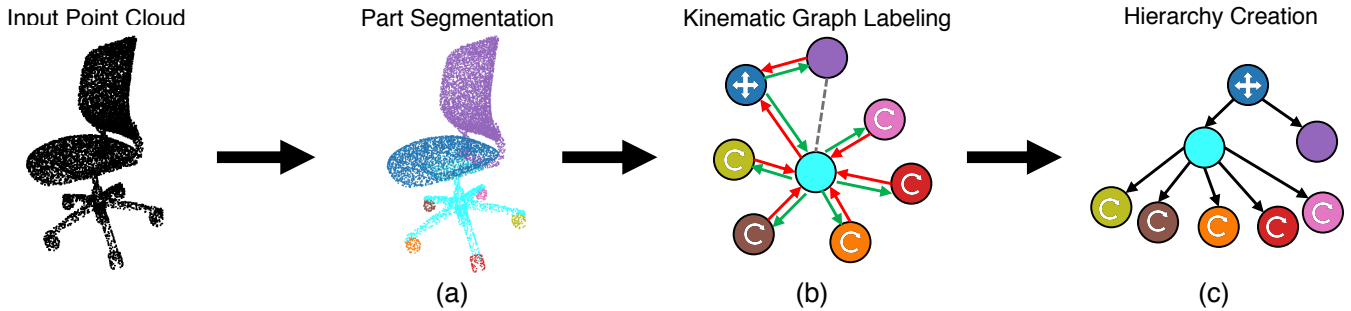 Input Point Cloud
Part Segmentation
Kinematic Graph Labeling
Hierarchy Creation
(a)
(b)
(c)